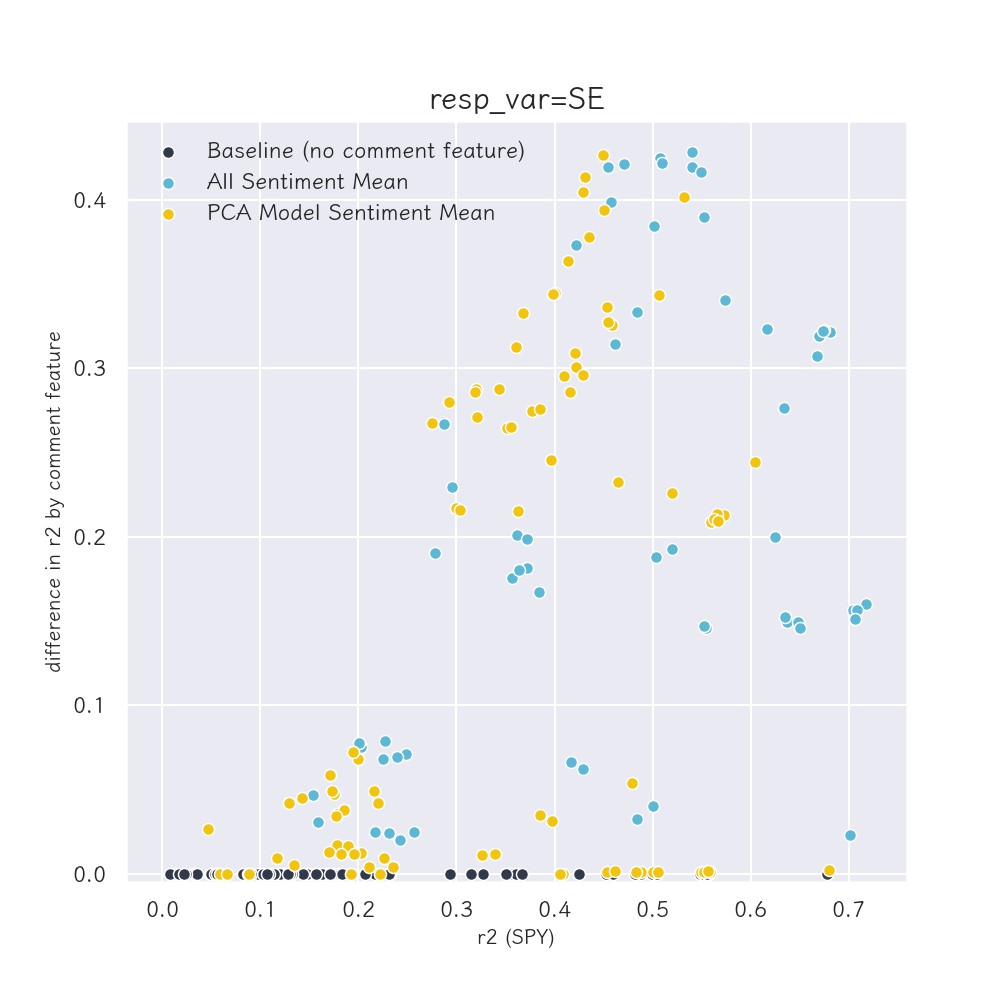 resp_var=SE
Baseline (no comment feature)
All Sentiment Mean
PCA Model Sentiment Mean
difference in r2 by comment feature
0.4
0.3
0.2
0.1
0.0
0.0 0.1 0.2 0.3 0.4 0.5 0.6 0.7
r2 (SPY)